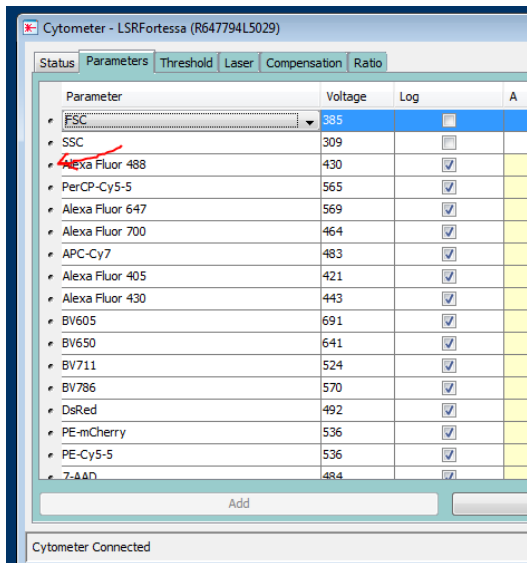 Cytometer - LSRFortessa (R647794L5029)
Status Parameters Threshold Laser Compensation Ratio
Parameter Voltage Log A
FSC 385
SSC 309
Alexa Fluor 488 430
PerCP-Cy5-5 565
Alexa Fluor 647 569
Alexa Fluor 700 464
APC-Cy7 483
Alexa Fluor 405 421
Alexa Fluor 430 443
BV605 691
BV650 641
BV711 524
BV786 570
DsRed 492
PE-mCherry 536
PE-Cy5-5 536
7-AAD 484
Add
Cytometer Connected